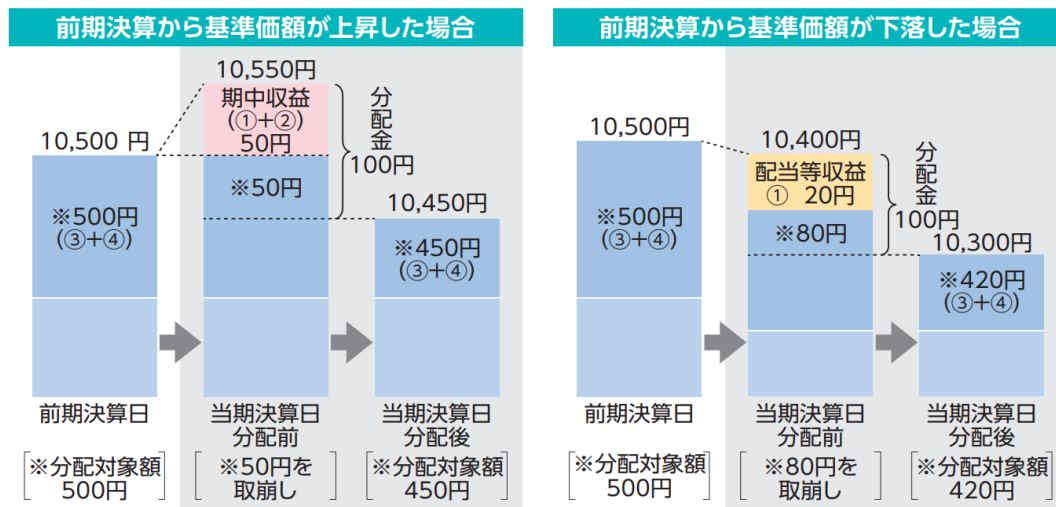 前期決算から基準価額が上昇した場合
10,550円
期中収益
(①+②)
50円
分配金
100円
10,500 円
※500円
(③+④)
※50円
10,450円
※450円
(③+④)
前期決算日
当期決算日
分配前
当期決算日
分配後
※分配対象額
500円
※50円を
取崩し
※分配対象額
450円
前期決算から基準価額が下落した場合
10,500円
10,400円
配当等収益
① 20円
分配金
100円
※500円
(③+④)
※80円
10,300円
※420円
(③+④)
前期決算日
当期決算日
分配前
当期決算日
分配後
※分配対象額
500円
※80円を
取崩し
※分配対象額
420円